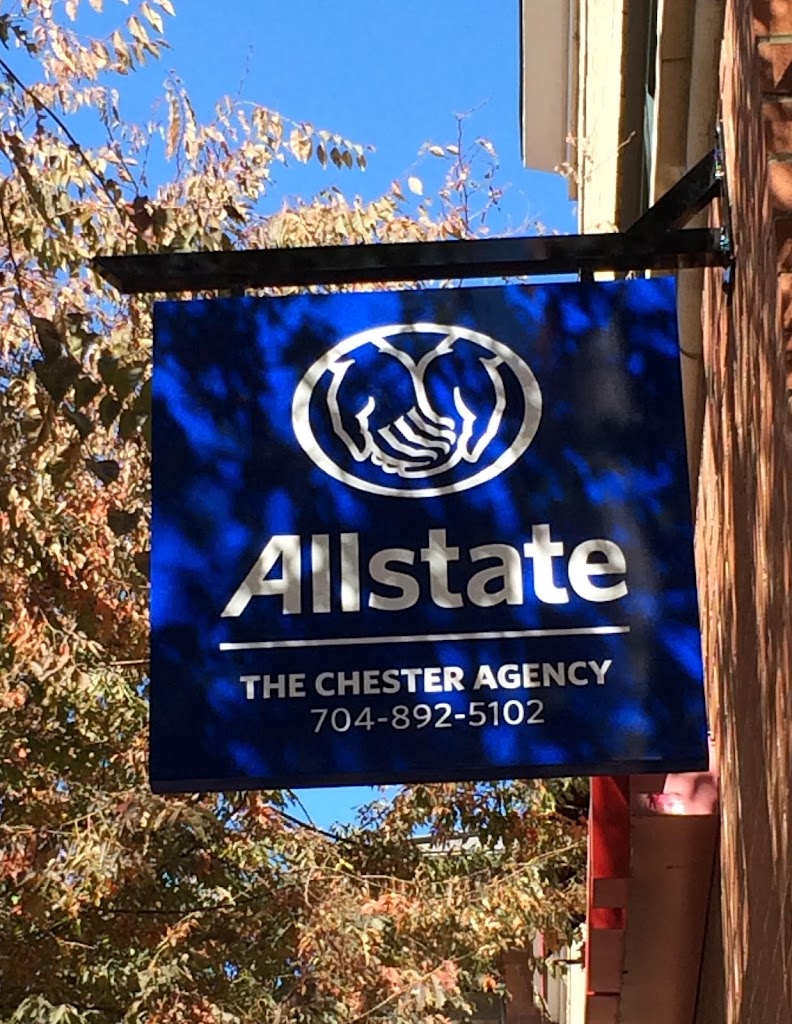 Allstate
THE CHESTER AGENCY
704-892-5102